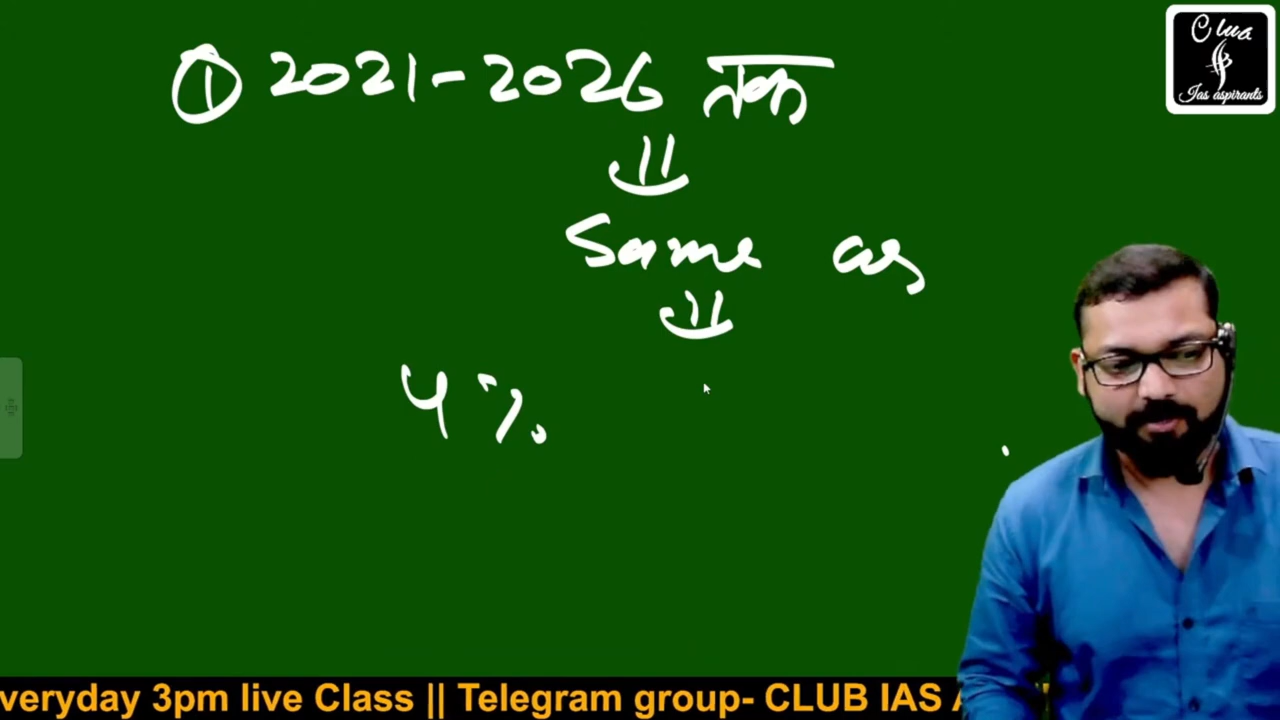 ① 2021-2026 तक
Same as
4%
Club
Ias aspirants
veryday 3pm live Class || Telegram group- CLUB IAS A